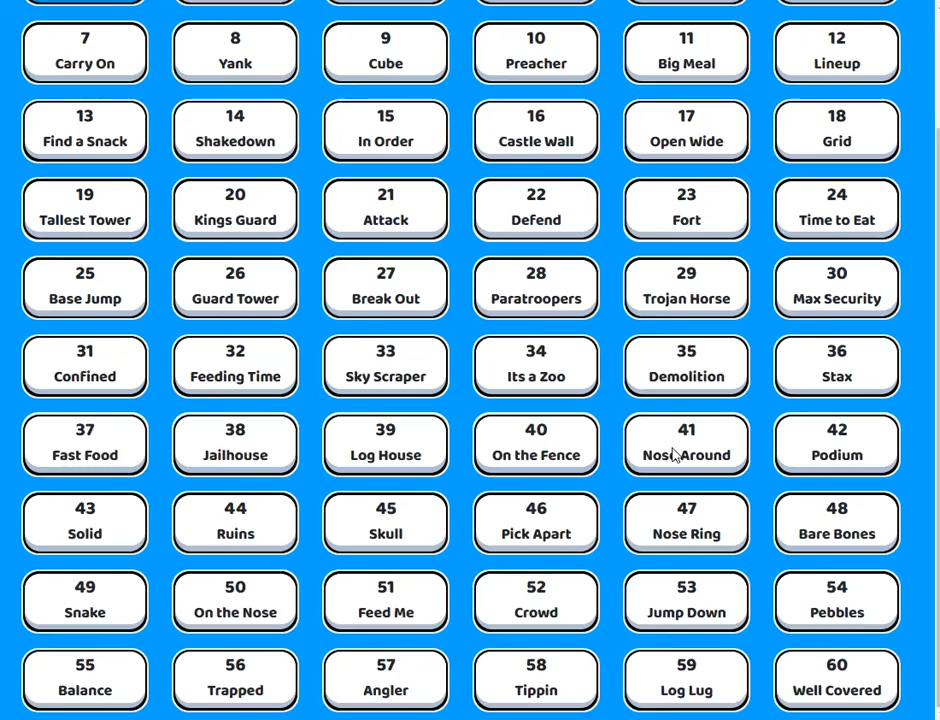 7 8 9 10 11 12
Carry On Yank Cube Preacher Big Meal Lineup
13 14 15 16 17 18
Find a Snack Shakedown In Order Castle Wall Open Wide Grid
19 20 21 22 23 24
Tallest Tower Kings Guard Attack Defend Fort Time to Eat
25 26 27 28 29 30
Base Jump Guard Tower Break Out Paratroopers Trojan Horse Max Security
31 32 33 34 35 36
Confined Feeding Time Sky Scraper Its a Zoo Demolition Stax
37 38 39 40 41 42
Fast Food Jailhouse Log House On the Fence Nose Around Podium
43 44 45 46 47 48
Solid Ruins Skull Pick Apart Nose Ring Bare Bones
49 50 51 52 53 54
Snake On the Nose Feed Me Crowd Jump Down Pebbles
55 56 57 58 59 60
Balance Trapped Angler Tippin Log Lug Well Covered